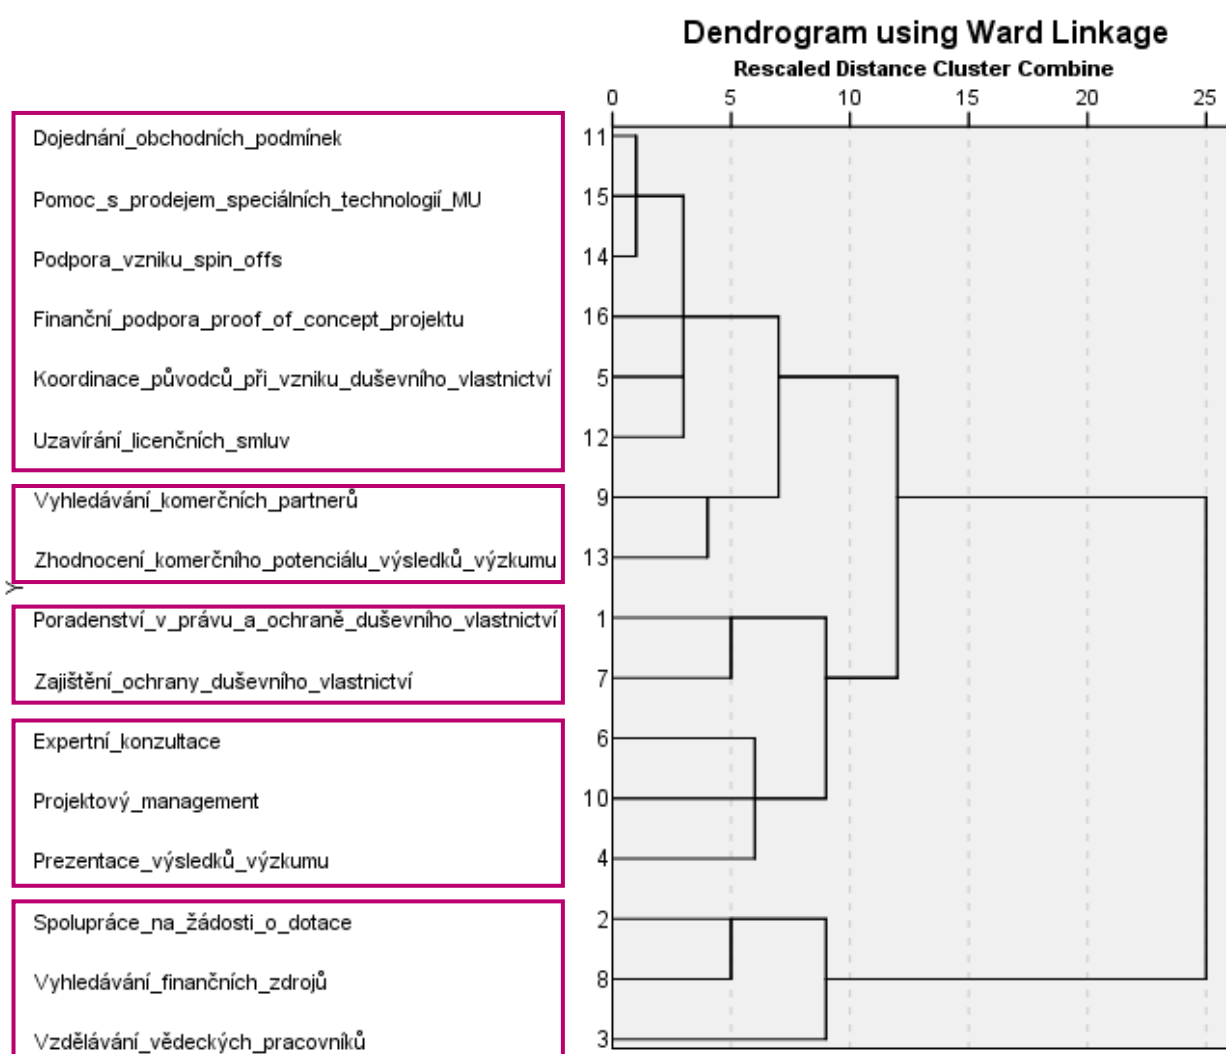 Dendrogram using Ward Linkage
Rescaled Distance Cluster Combine
0 5 10 15 20 25
Dojednání_obchodních_podmínek 11
Pomoc_s_prodejem_speciálních_technologií_MU 15
Podpora_vzniku_spin_offs 14
Finanční_podpora_proof_of_concept_projektu 16
Koordinace_původců_při_vzniku_duševního_vlastnictví 5
Uzavírání_licenčních_smluv 12
Vyhledávání_komerčních_partnerů 9
Zhodnocení_komerčního_potenciálu_výsledků_výzkumu 13
Y
Poradenství_v_právu_a_ochraně_duševního_vlastnictví 1
Zajištění_ochrany_duševního_vlastnictví 7
Expertní_konzultace 6
Projektový_management 10
Prezentace_výsledků_výzkumu 4
Spolupráce_na_žádosti_o_dotace 2
Vyhledávání_finančních_zdrojů 8
Vzdělávání_vědeckých_pracovníků 3